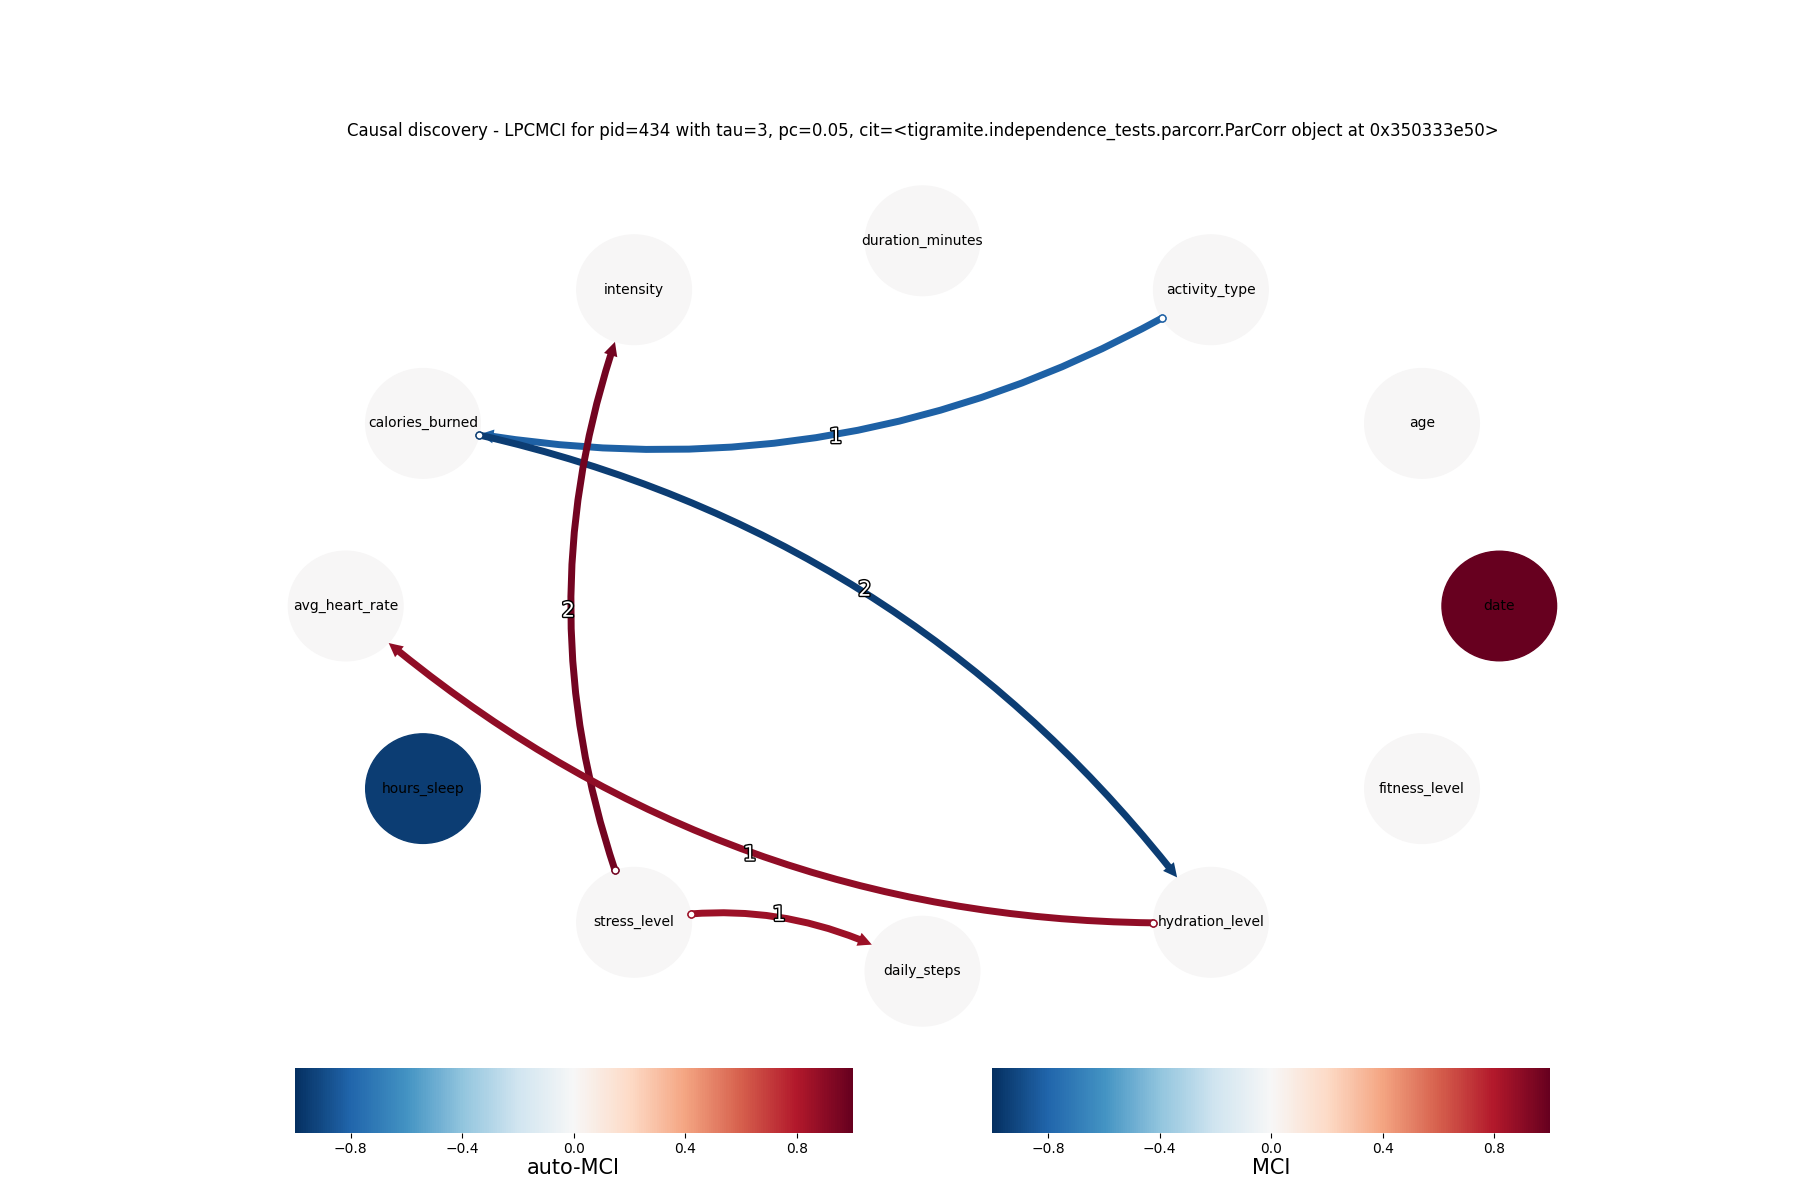 Causal discovery - LPCMCI for pid=434 with tau=3, pc=0.05, cit=<tigramite.independence_tests.parcorr.ParCorr object at 0x350333e50>
duration_minutes
intensity
activity_type
calories_burned
age
1
2
avg_heart_rate
date
2
hours_sleep
fitness_level
1
1
stress_level
hydration_level
daily_steps
−0.8 −0.4 0.0 0.4 0.8
auto-MCI
−0.8 −0.4 0.0 0.4 0.8
MCI